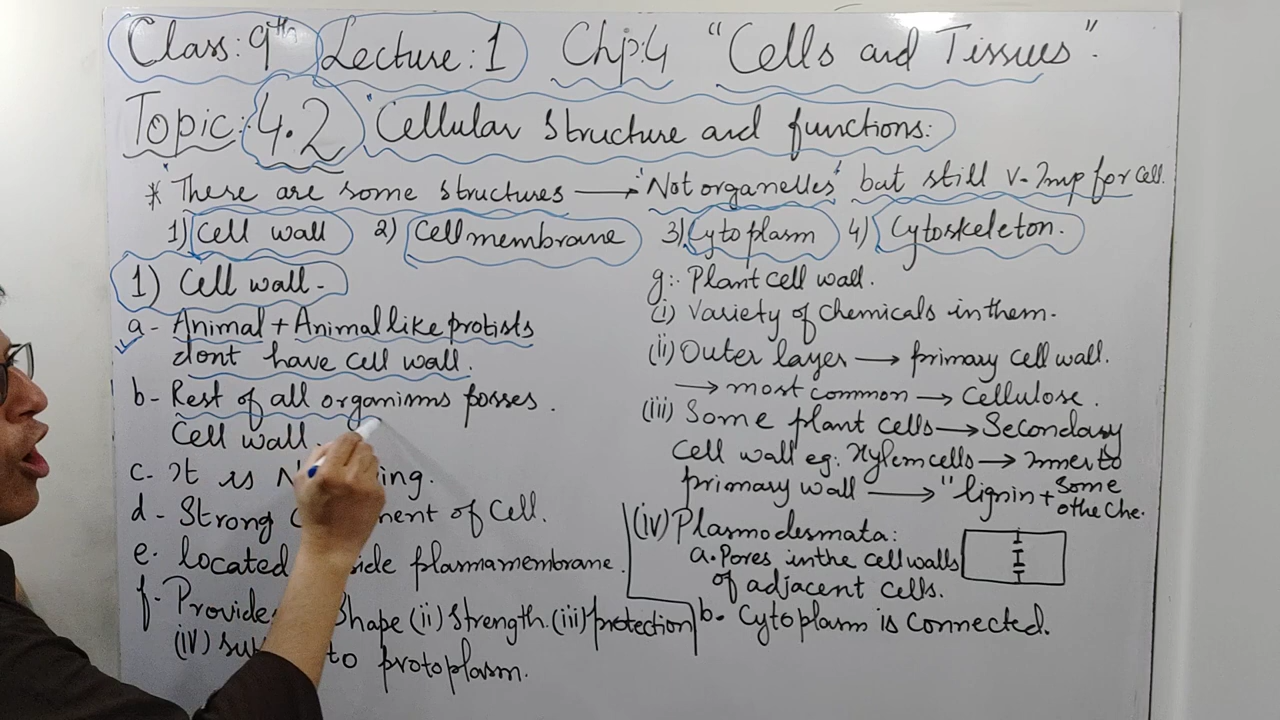 Class: 9th Lecture: 1 Chp:4 "Cells and Tissues".
Topic: 4.2 "Cellular Structure and functions:
* There are some structures → 'Not organelles' but still v. Imp for cell.
1) Cell wall 2) Cell membrane 3) Cytoplasm 4) Cytoskeleton.
1) Cell wall -
a - Animal + Animal like protists
dont have cell wall.
b - Rest of all organisms posses.
Cell wall.
c. It is
d - Strong of Cell.
e. located plasmamembrane.
f. Provide Shape (ii) Strength. (iii) protection
(iv) to protoplasm.
g:. Plant cell wall.
(i) Variety of chemicals in them.
(ii) Outer layer → primary cell wall.
→ most common → Cellulose.
(iii) Some plant cells → Secondary
Cell wall eg: Xylem cells → Inner to
primary wall → "lignin + Some
othe Che.
(iv) Plasmodesmata:
a. Pores in the cell walls
of adjacent cells.
b. Cytoplasm is connected.